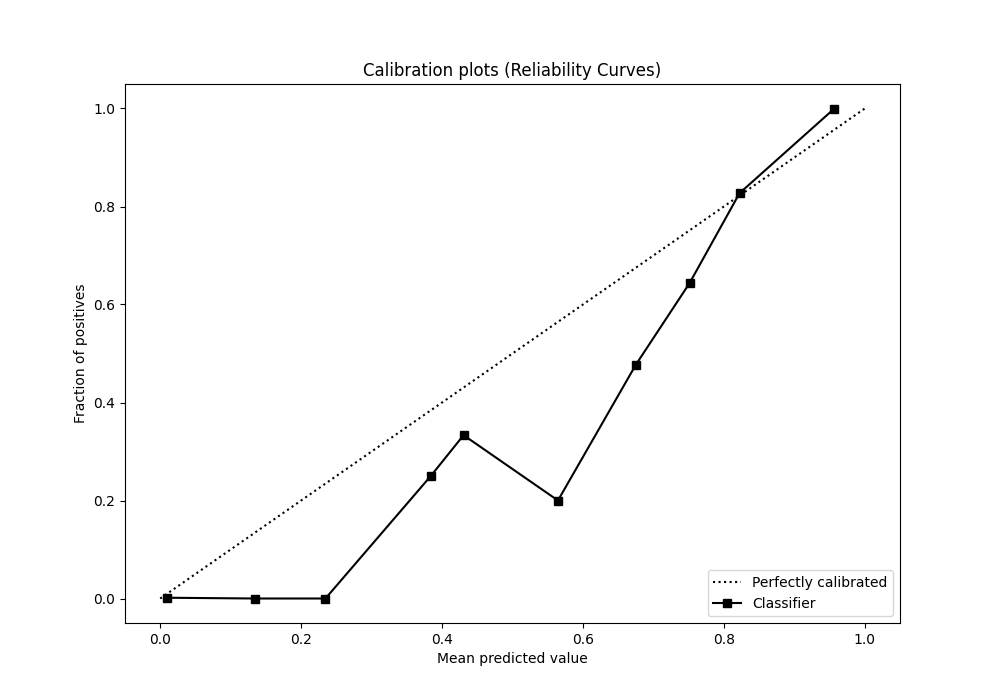 Calibration plots (Reliability Curves)
1.0
0.8
0.6
0.4
0.2
0.0
Fraction of positives
0.0 0.2 0.4 0.6 0.8 1.0
Mean predicted value
Perfectly calibrated
Classifier